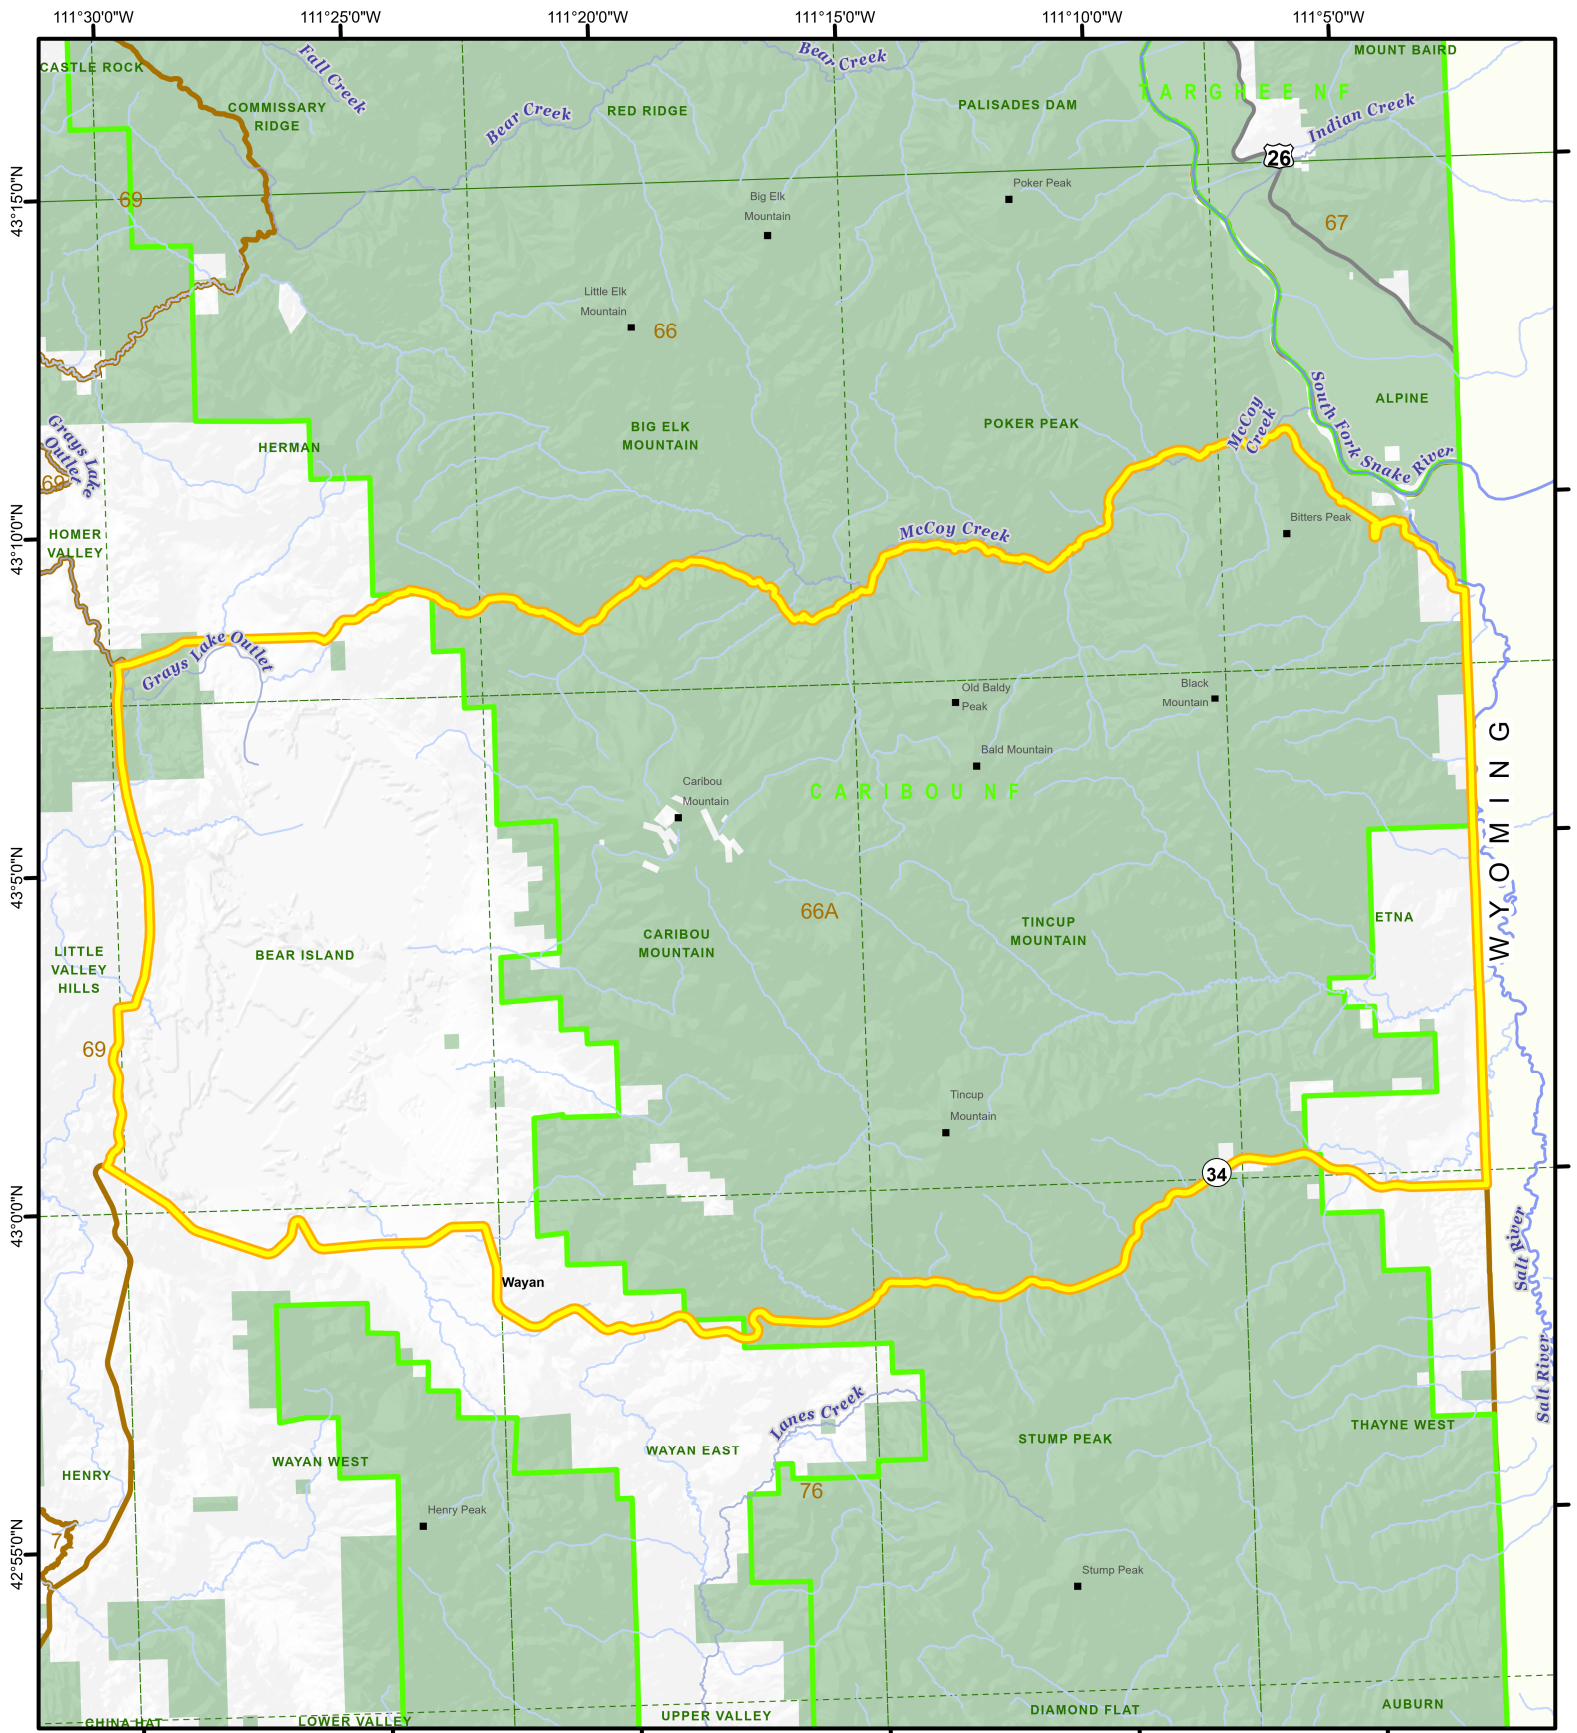 111°30'0"W
111°25'0"W
111°20'0"W
111°15'0"W
111°10'0"W
111°5'0"W
43°15'0"N
43°10'0"N
43°5'0"N
43°0'0"N
42°55'0"N
CASTLE ROCK
Fall Creek
Bear Creek
MOUNT BAIRD
COMMISSARY
RIDGE
Bear Creek
RED RIDGE
PALISADES DAM
TARGHEE NF
Indian Creek
26
69
Big Elk
Mountain
Poker Peak
67
Little Elk
Mountain
66
Grays Lake
Outlet
HERMAN
BIG ELK
MOUNTAIN
POKER PEAK
McCoy
Creek
South Fork Snake River
ALPINE
69
HOMER
VALLEY
McCoy Creek
Bitters Peak
Grays Lake Outlet
Old Baldy
Peak
Black
Mountain
Bald Mountain
Caribou
Mountain
CARIBOU NF
WYOMING
66A
LITTLE
VALLEY
HILLS
BEAR ISLAND
CARIBOU
MOUNTAIN
TINCUP
MOUNTAIN
ETNA
69
Tincup
Mountain
34
Salt River
Wayan
Salt River
Lanes Creek
HENRY
WAYAN WEST
WAYAN EAST
STUMP PEAK
THAYNE WEST
76
Henry Peak
7
Stump Peak
CHINA HAT
LOWER VALLEY
UPPER VALLEY
DIAMOND FLAT
AUBURN